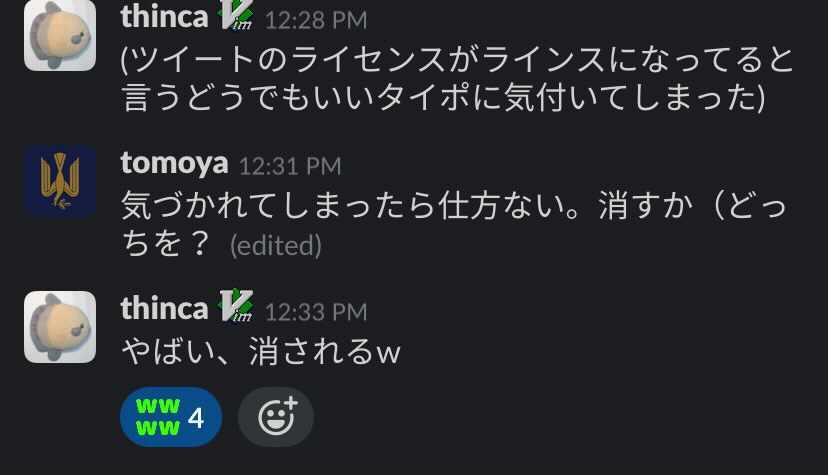 thinca Vim 12:28 PM
(ツイートのライセンスがラインスになってると
言うどうでもいいタイポに気付いてしまった)
tomoya 12:31 PM
気づかれてしまったら仕方ない。消すか（どっ
ちを？ (edited)
thinca Vim 12:33 PM
やばい、消されるw
ww
ww 4